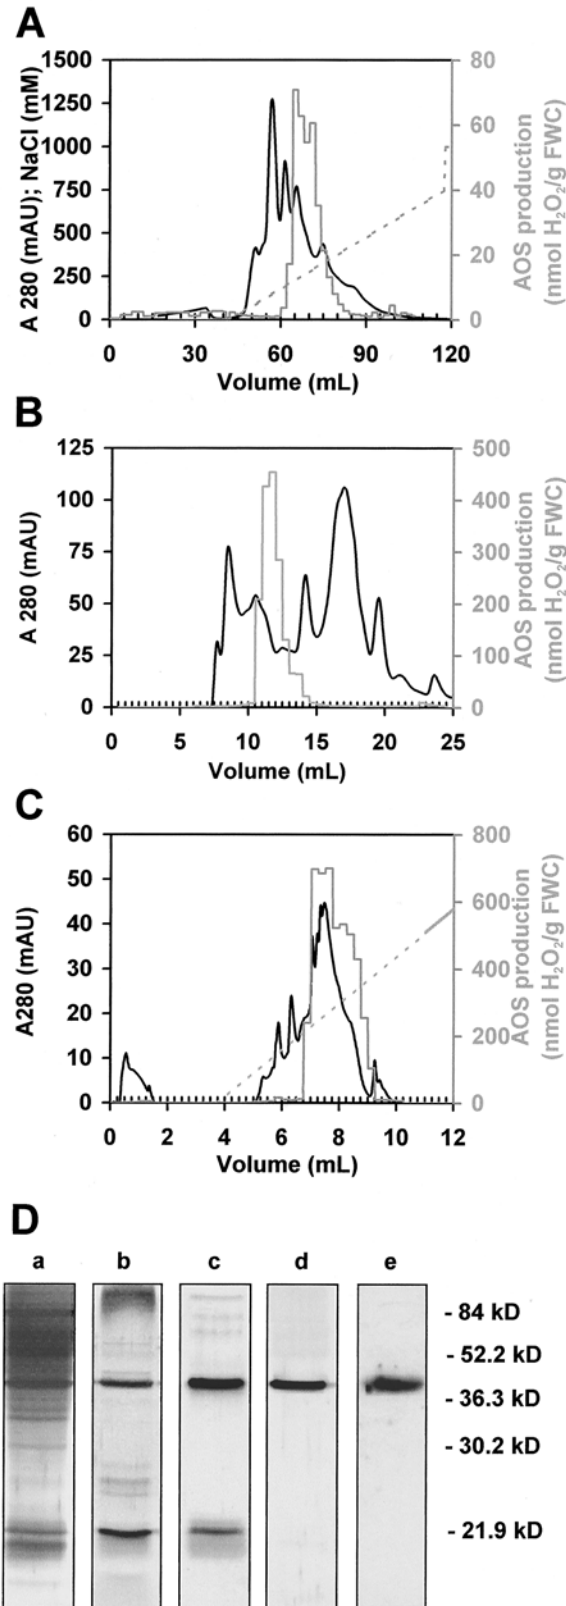 A
A 280 (mAU); NaCl (mM)
1500
1250
1000
750
500
250
0
80
60
40
20
0
AOS production
(nmol H₂O₂/g FWC)
0 30 60 90 120
Volume (mL)
B
A 280 (mAU)
125
100
75
50
25
0
500
400
300
200
100
0
AOS production
(nmol H₂O₂/g FWC)
0 5 10 15 20 25
Volume (mL)
C
A280 (mAU)
60
50
40
30
20
10
0
800
600
400
200
0
AOS production
(nmol H₂O₂/g FWC)
0 2 4 6 8 10 12
Volume (mL)
D
a b c d e
- 84 kD
- 52.2 kD
- 36.3 kD
- 30.2 kD
- 21.9 kD